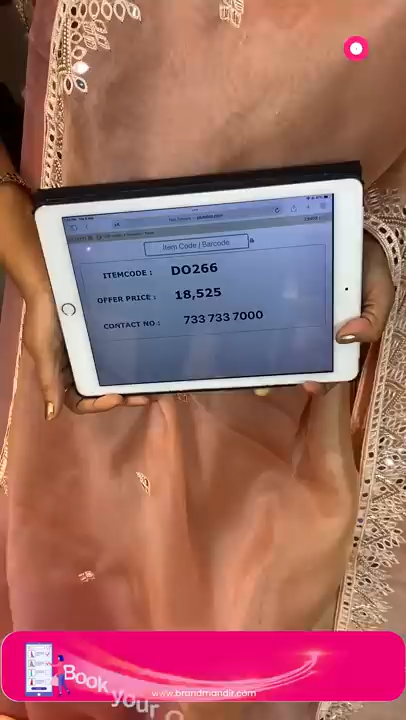 Item Code | Barcode
ITEMCODE : DO266
OFFER PRICE : 18,525
CONTACT NO : 733 733 7000
Book your
www.brandmandir.com